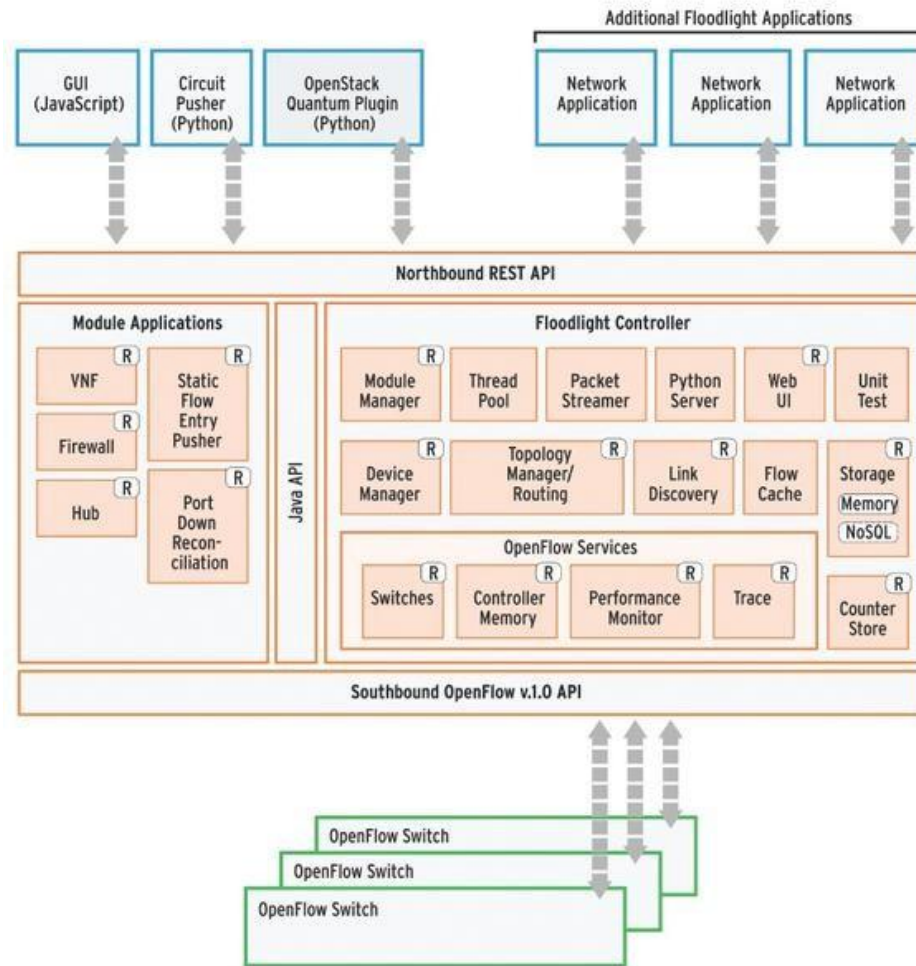 Additional Floodlight Applications
GUI
(JavaScript)
Circuit
Pusher
(Python)
OpenStack
Quantum Plugin
(Python)
Network
Application
Network
Application
Network
Application
Northbound REST API
Module Applications
R
VNF
R
Firewall
R
Hub
R
Static
Flow
Entry
Pusher
R
Port
Down
Recon-
ciliation
Java API
Floodlight Controller
R
Module
Manager
Thread
Pool
Packet
Streamer
Python
Server
R
Web
UI
Unit
Test
R
Device
Manager
R
Topology
Manager/
Routing
R
Link
Discovery
Flow
Cache
R
Storage
Memory
NoSQL
OpenFlow Services
R
Switches
R
Controller
Memory
R
Performance
Monitor
R
Trace
R
Counter
Store
Southbound OpenFlow v.1.0 API
OpenFlow Switch
OpenFlow Switch
OpenFlow Switch